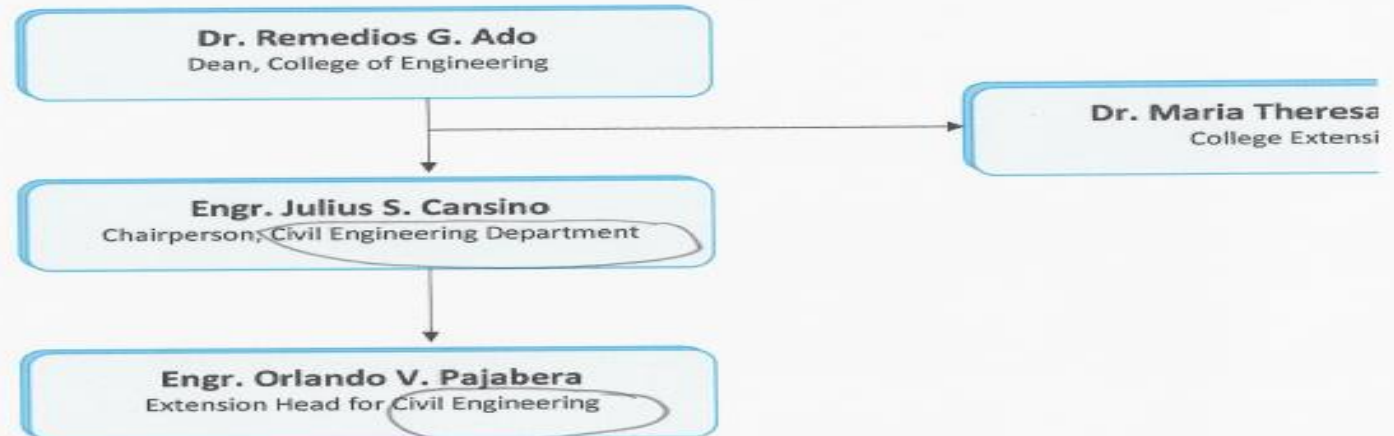 Dr. Remedios G. Ado
Dean, College of Engineering
Dr. Maria Theresa
College Extensi
Engr. Julius S. Cansino
Chairperson, Civil Engineering Department
Engr. Orlando V. Pajabera
Extension Head for Civil Engineering